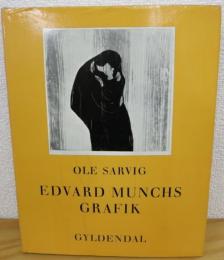 OLE SARVIG
EDVARD MUNCHS
GRAFIK
GYLDENDAL